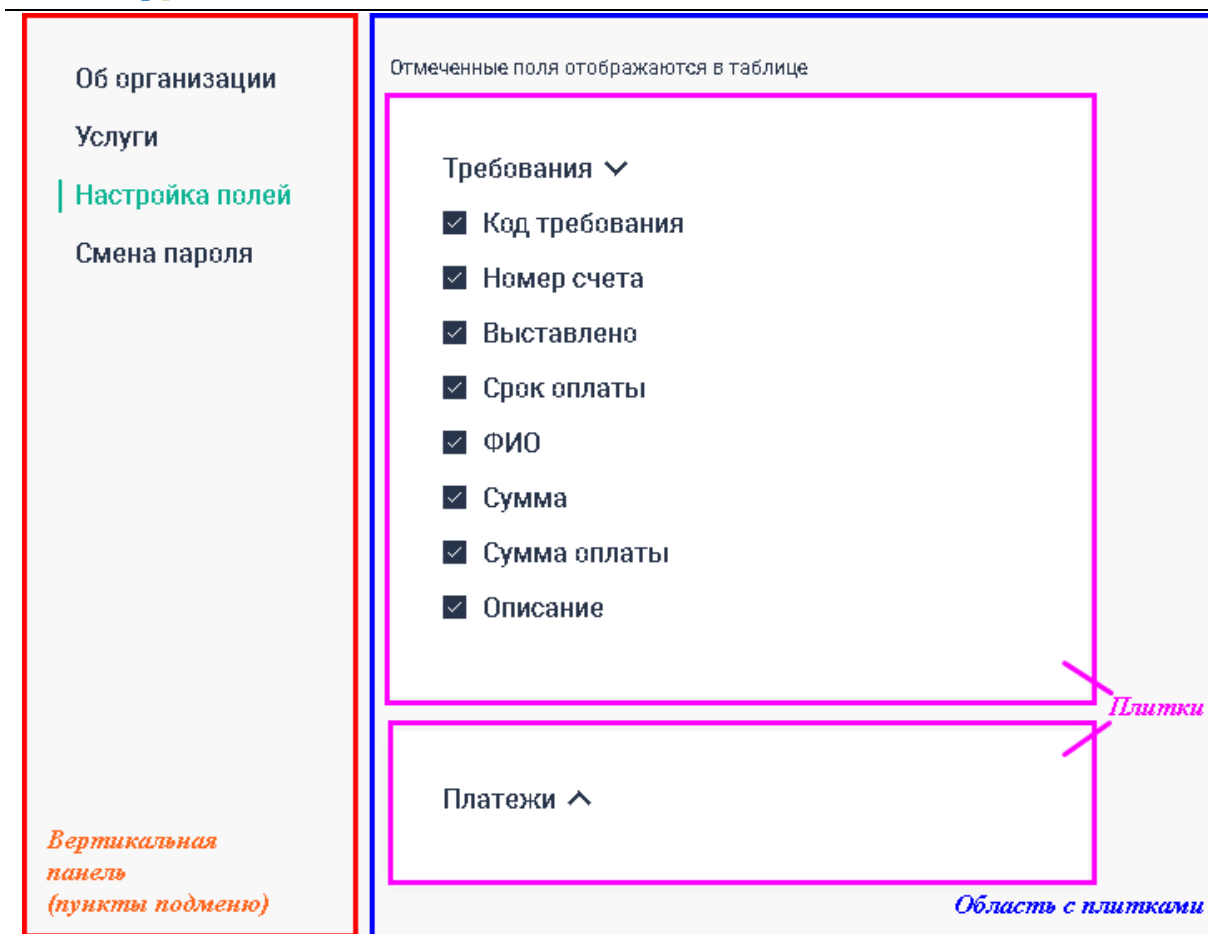 Об организации
Услуги
Настройка полей
Смена пароля
Вертикальная
панель
(пункты подменю)
Отмеченные поля отображаются в таблице
Требования
Код требования
Номер счета
Выставлено
Срок оплаты
ФИО
Сумма
Сумма оплаты
Описание
Плитки
Платежи
Область с плитками